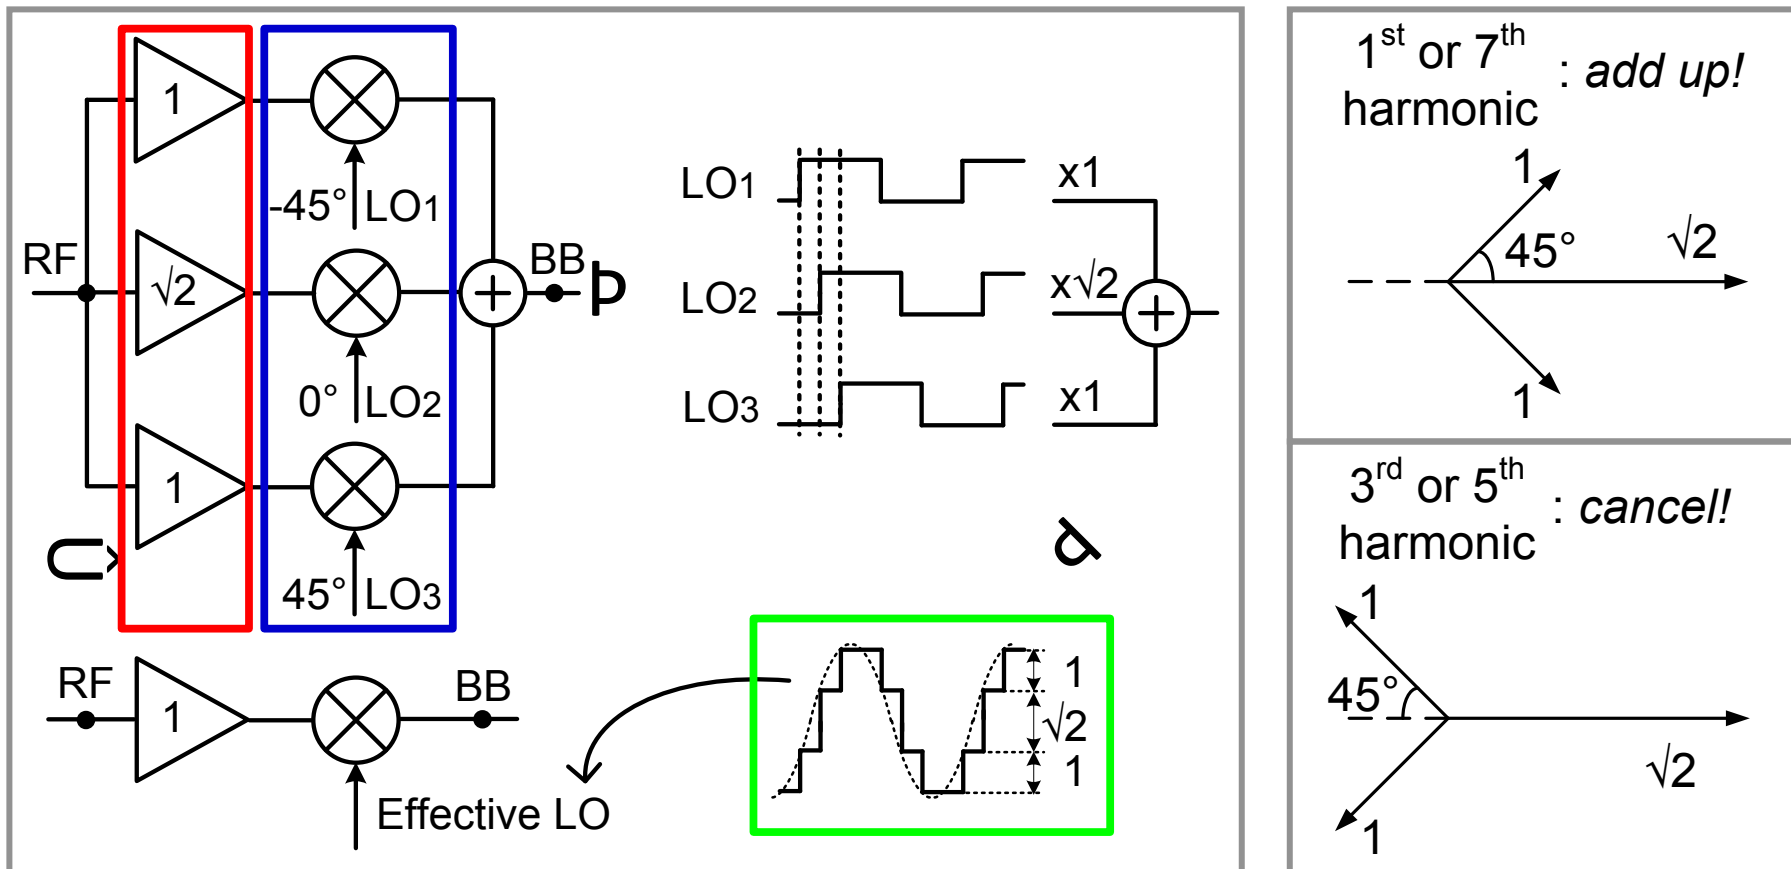 1
-45° LO1
RF
√2
BB
0° LO2
1
45° LO3
LO1
x1
LO2
x√2
LO3
x1
RF
1
BB
Effective LO
1
√2
1
1st or 7th
harmonic : add up!
1
45°
√2
1
3rd or 5th
harmonic : cancel!
1
45°
√2
1